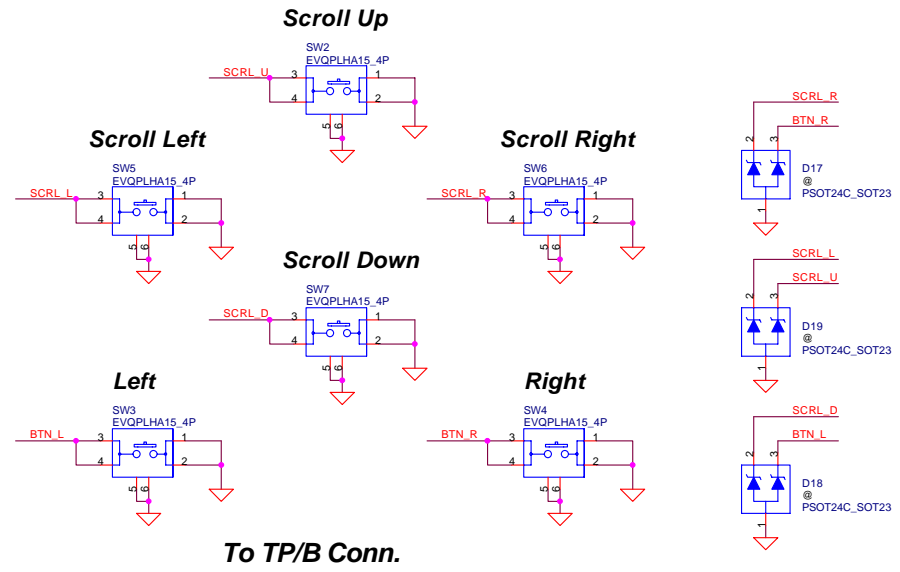 Scroll Up
SW2
EVQPLHA15_4P
SCRL_U
3
1
4
2
5
6
Scroll Left
SW5
EVQPLHA15_4P
SCRL_L
3
1
4
2
5
6
Scroll Right
SW6
EVQPLHA15_4P
SCRL_R
3
1
4
2
5
6
Scroll Down
SW7
EVQPLHA15_4P
SCRL_D
3
1
4
2
5
6
Left
SW3
EVQPLHA15_4P
BTN_L
3
1
4
2
5
6
Right
SW4
EVQPLHA15_4P
BTN_R
3
1
4
2
5
6
To TP/B Conn.
SCRL_R
BTN_R
2
3
D17
@
PSOT24C_SOT23
1
SCRL_L
SCRL_U
2
3
D19
@
PSOT24C_SOT23
1
SCRL_D
BTN_L
2
3
D18
@
PSOT24C_SOT23
1